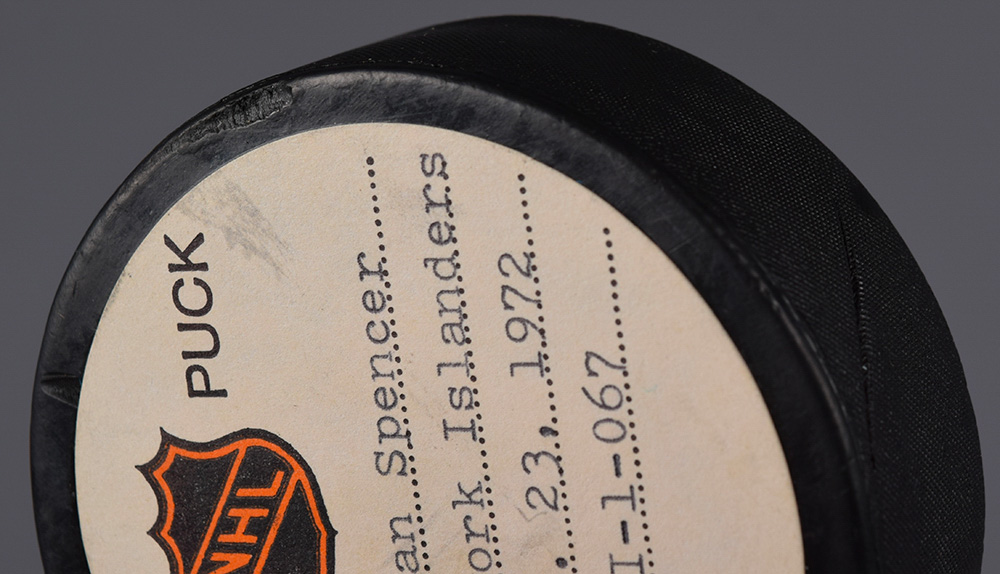 PUCK
NHL
an Spencer
ork Islanders
. 23, 1972
I-1-067